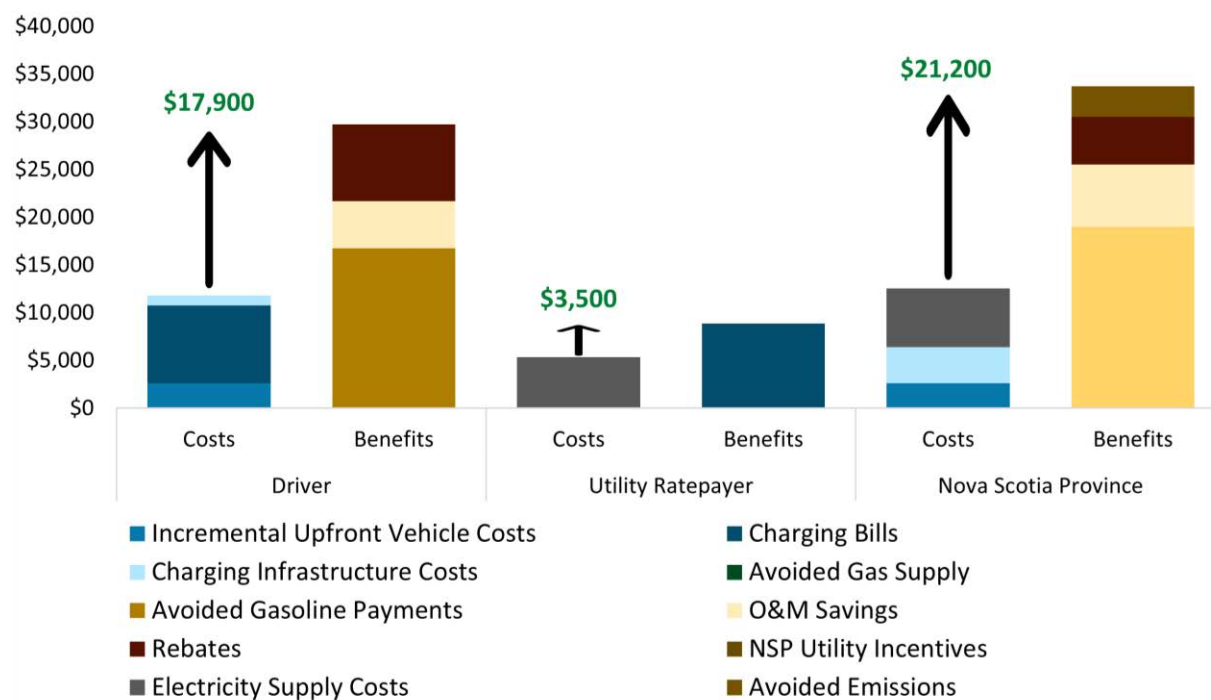 $40,000
$35,000
$30,000
$25,000
$20,000
$15,000
$10,000
$5,000
$0
$17,900
$3,500
$21,200
Costs Benefits Costs Benefits Costs Benefits
Driver Utility Ratepayer Nova Scotia Province
Incremental Upfront Vehicle Costs Charging Bills
Charging Infrastructure Costs Avoided Gas Supply
Avoided Gasoline Payments O&M Savings
Rebates NSP Utility Incentives
Electricity Supply Costs Avoided Emissions